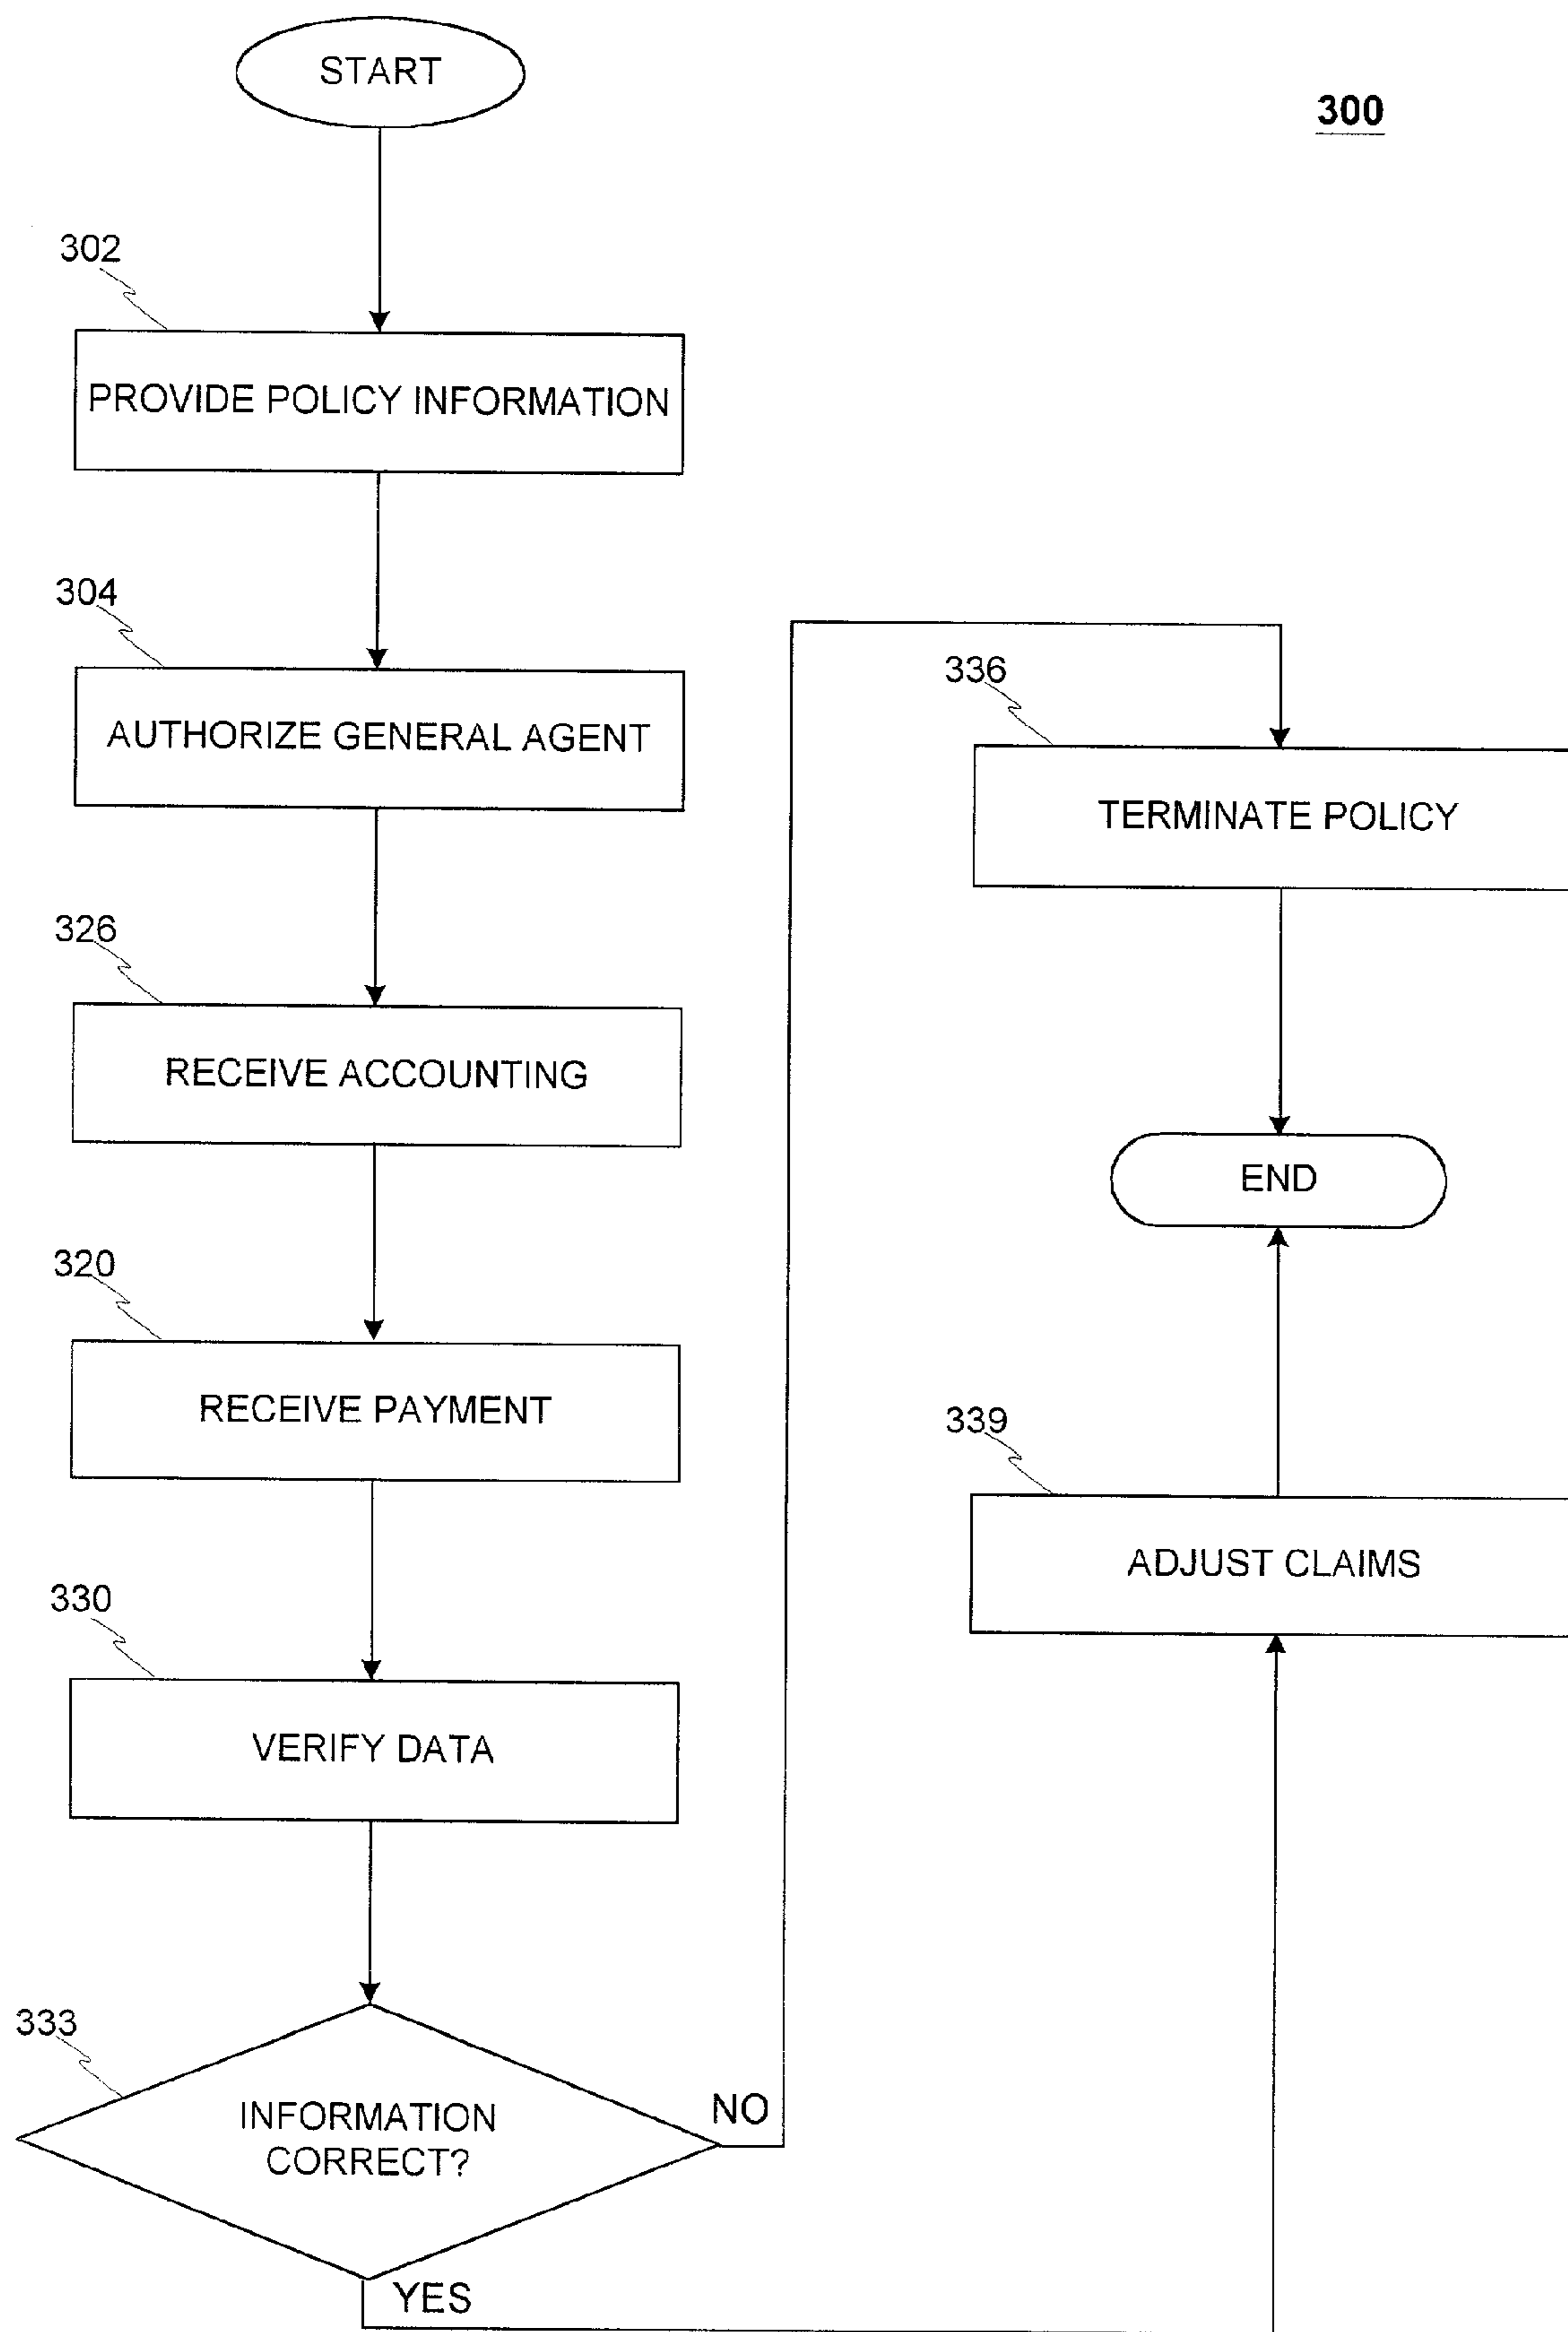 START
300
302
PROVIDE POLICY INFORMATION
304
AUTHORIZE GENERAL AGENT
326
RECEIVE ACCOUNTING
320
RECEIVE PAYMENT
330
VERIFY DATA
333
INFORMATION
CORRECT?
NO
YES
336
TERMINATE POLICY
END
339
ADJUST CLAIMS